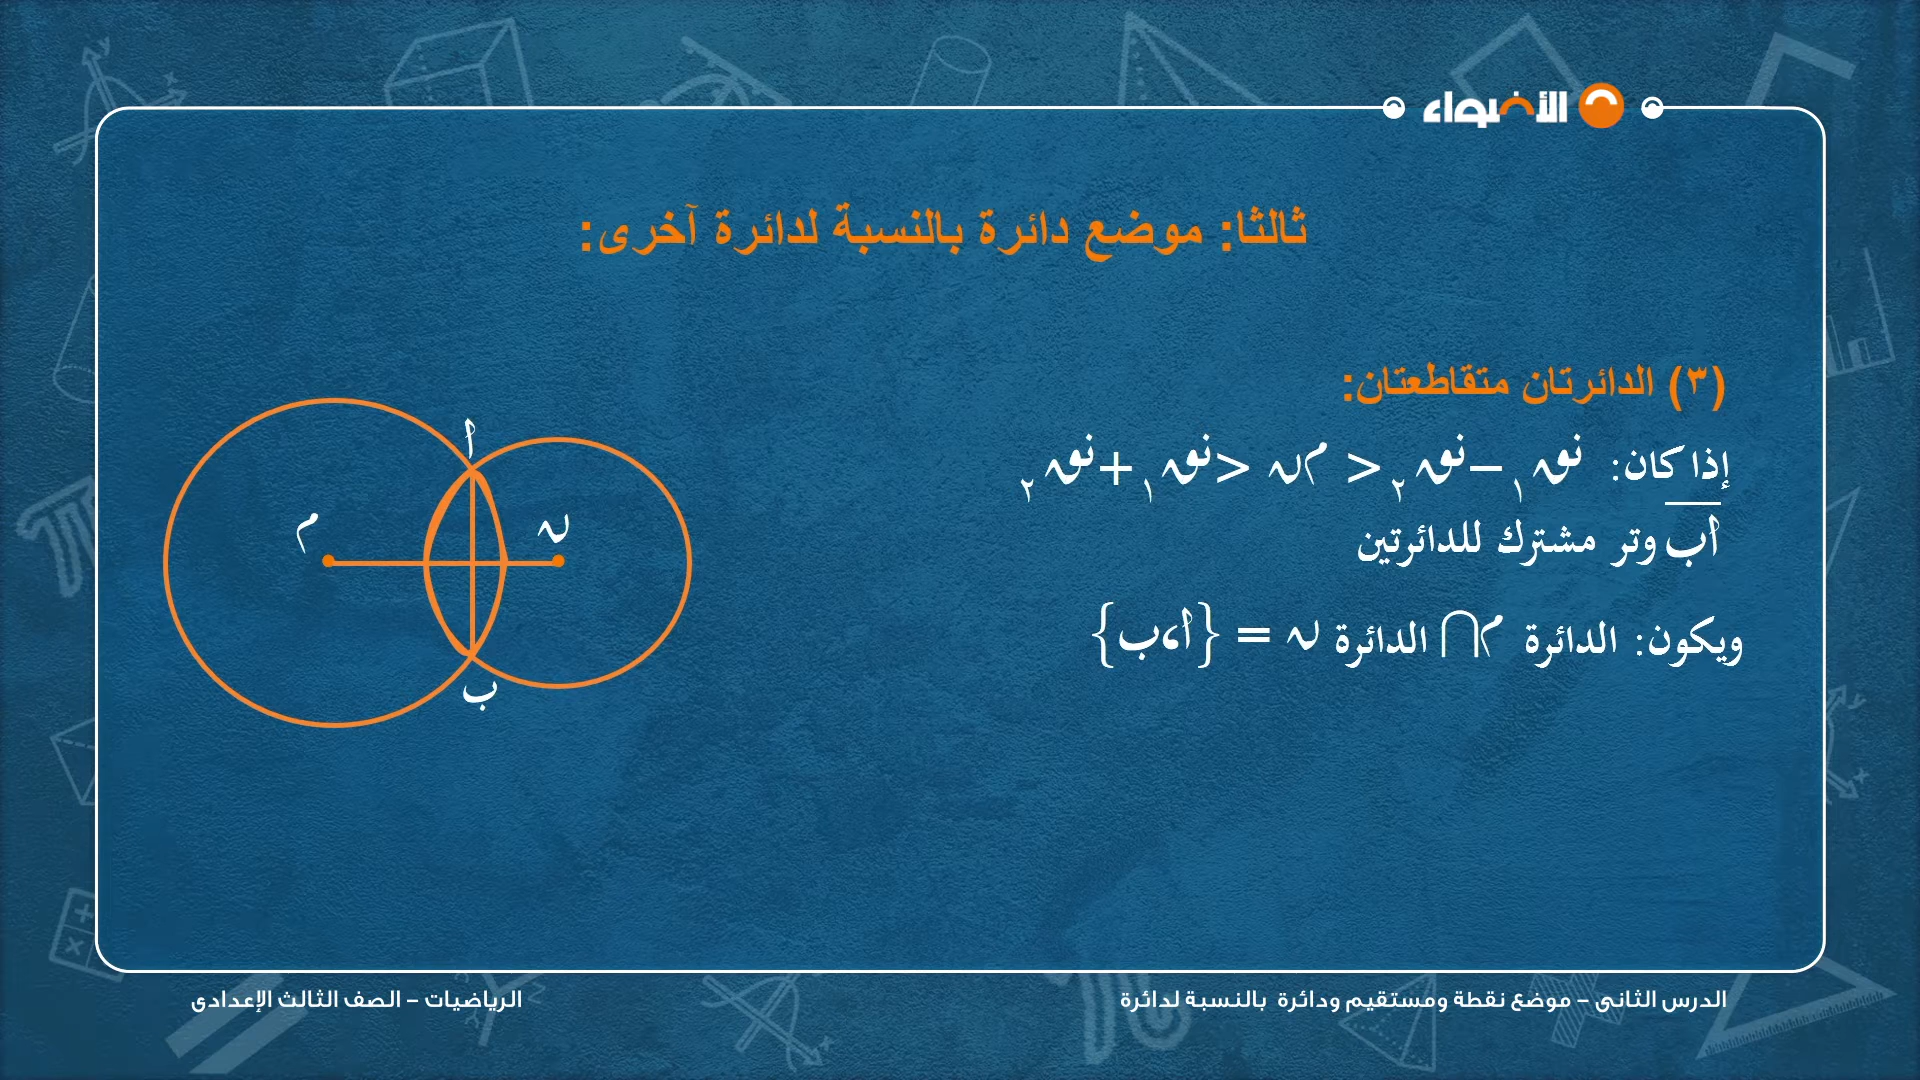 الأضواء
ثالثا: موضع دائرة بالنسبة لدائرة آخرى:
(٣) الدائرتان متقاطعتان:
إذا كان: نق١ – نق٢ < م ن < نق١ + نق٢
أب وتر مشترك للدائرتين
ويكون: الدائرة م ∩ الدائرة ن = {أ، ب}
أ
م
ن
ب
الدرس الثانى – موضع نقطة ومستقيم ودائرة بالنسبة لدائرة
الرياضيات – الصف الثالث الإعدادى